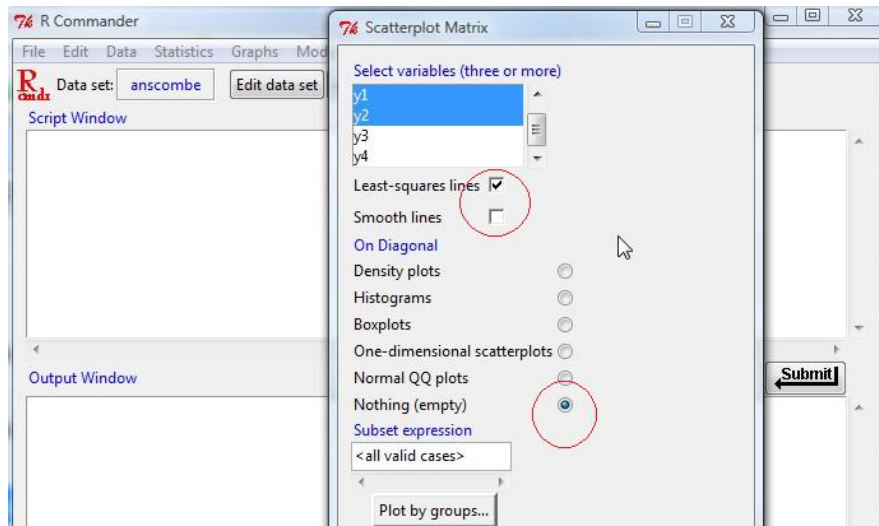 R Commander
File Edit Data Statistics Graphs Mod
R cmdr Data set: anscombe Edit data set
Script Window
Output Window
Submit
Scatterplot Matrix
Select variables (three or more)
y1
y2
y3
y4
Least-squares lines
Smooth lines
On Diagonal
Density plots
Histograms
Boxplots
One-dimensional scatterplots
Normal QQ plots
Nothing (empty)
Subset expression
<all valid cases>
Plot by groups...